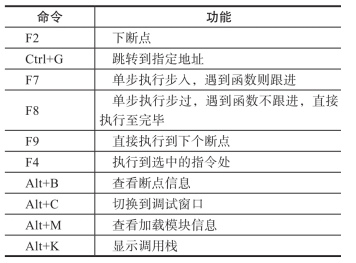 命令 功能
F2 下断点
Ctrl+G 跳转到指定地址
F7 单步执行步入，遇到函数则跟进
F8 单步执行步过，遇到函数不跟进，直接
执行至完毕
F9 直接执行到下个断点
F4 执行到选中的指令处
Alt+B 查看断点信息
Alt+C 切换到调试窗口
Alt+M 查看加载模块信息
Alt+K 显示调用栈